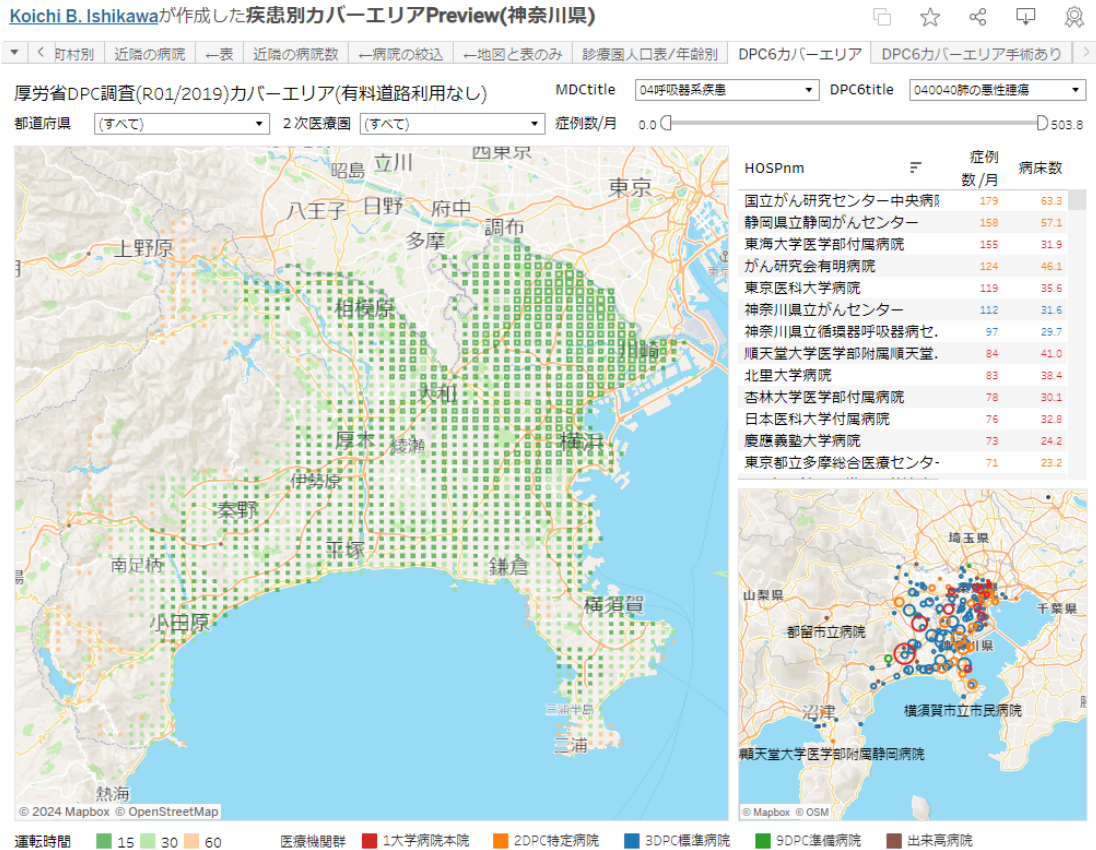 Koichi B. Ishikawaが作成した疾患別カバーエリアPreview(神奈川県)
町村別 近隣の病院 ←表 近隣の病院数 ←病院の絞込 ←地図と表のみ 診療圏人口表/年齢別 DPC6カバーエリア DPC6カバーエリア手術あり
厚労省DPC調査(R01/2019)カバーエリア(有料道路利用なし) MDCtitle 04呼吸器系疾患 DPC6title 040040肺の悪性腫瘍
都道府県 (すべて) 2次医療圏 (すべて) 症例数/月 0.0 503.8
西東京
昭島 立川
東京
八王子 日野 府中
調布
多摩
上野原
相模原
川崎
大和
厚木 綾瀬 横浜
伊勢原
秦野
平塚
南足柄 鎌倉
横須賀
小田原
三浦半島
三浦
熱海
© 2024 Mapbox © OpenStreetMap
HOSPnm 症例数/月 病床数
国立がん研究センター中央病 179 63.3
静岡県立静岡がんセンター 158 57.1
東海大学医学部付属病院 155 31.9
がん研究会有明病院 124 46.1
東京医科大学病院 119 35.6
神奈川県立がんセンター 112 31.6
神奈川県立循環器呼吸器病セ. 97 29.7
順天堂大学医学部附属順天堂. 84 41.0
北里大学病院 83 38.4
杏林大学医学部付属病院 78 30.1
日本医科大学付属病院 76 32.8
慶應義塾大学病院 73 24.2
東京都立多摩総合医療センター 71 23.2
埼玉県
山梨県
千葉県
都留市立病院
川県
沼津 横須賀市立市民病院
順天堂大学医学部附属静岡病院
© Mapbox © OSM
運転時間 15 30 60 医療機関群 1大学病院本院 2DPC特定病院 3DPC標準病院 9DPC準備病院 出来高病院